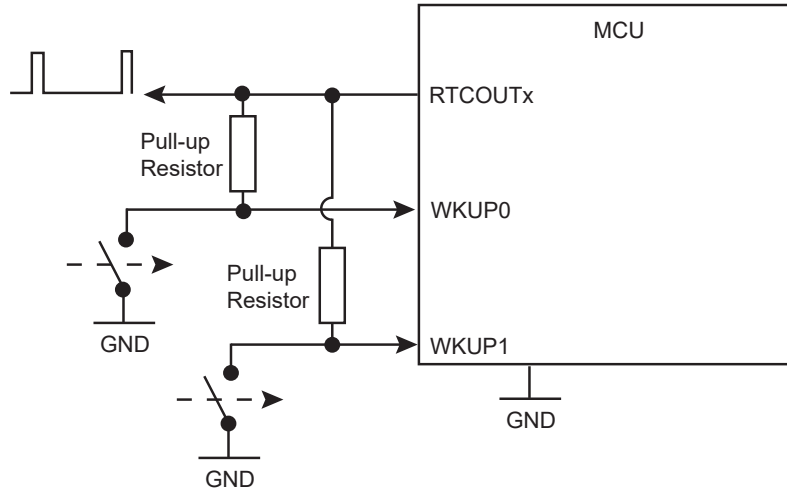 MCU
RTCOUTx
Pull-up
Resistor
WKUP0
Pull-up
Resistor
GND
WKUP1
GND
GND